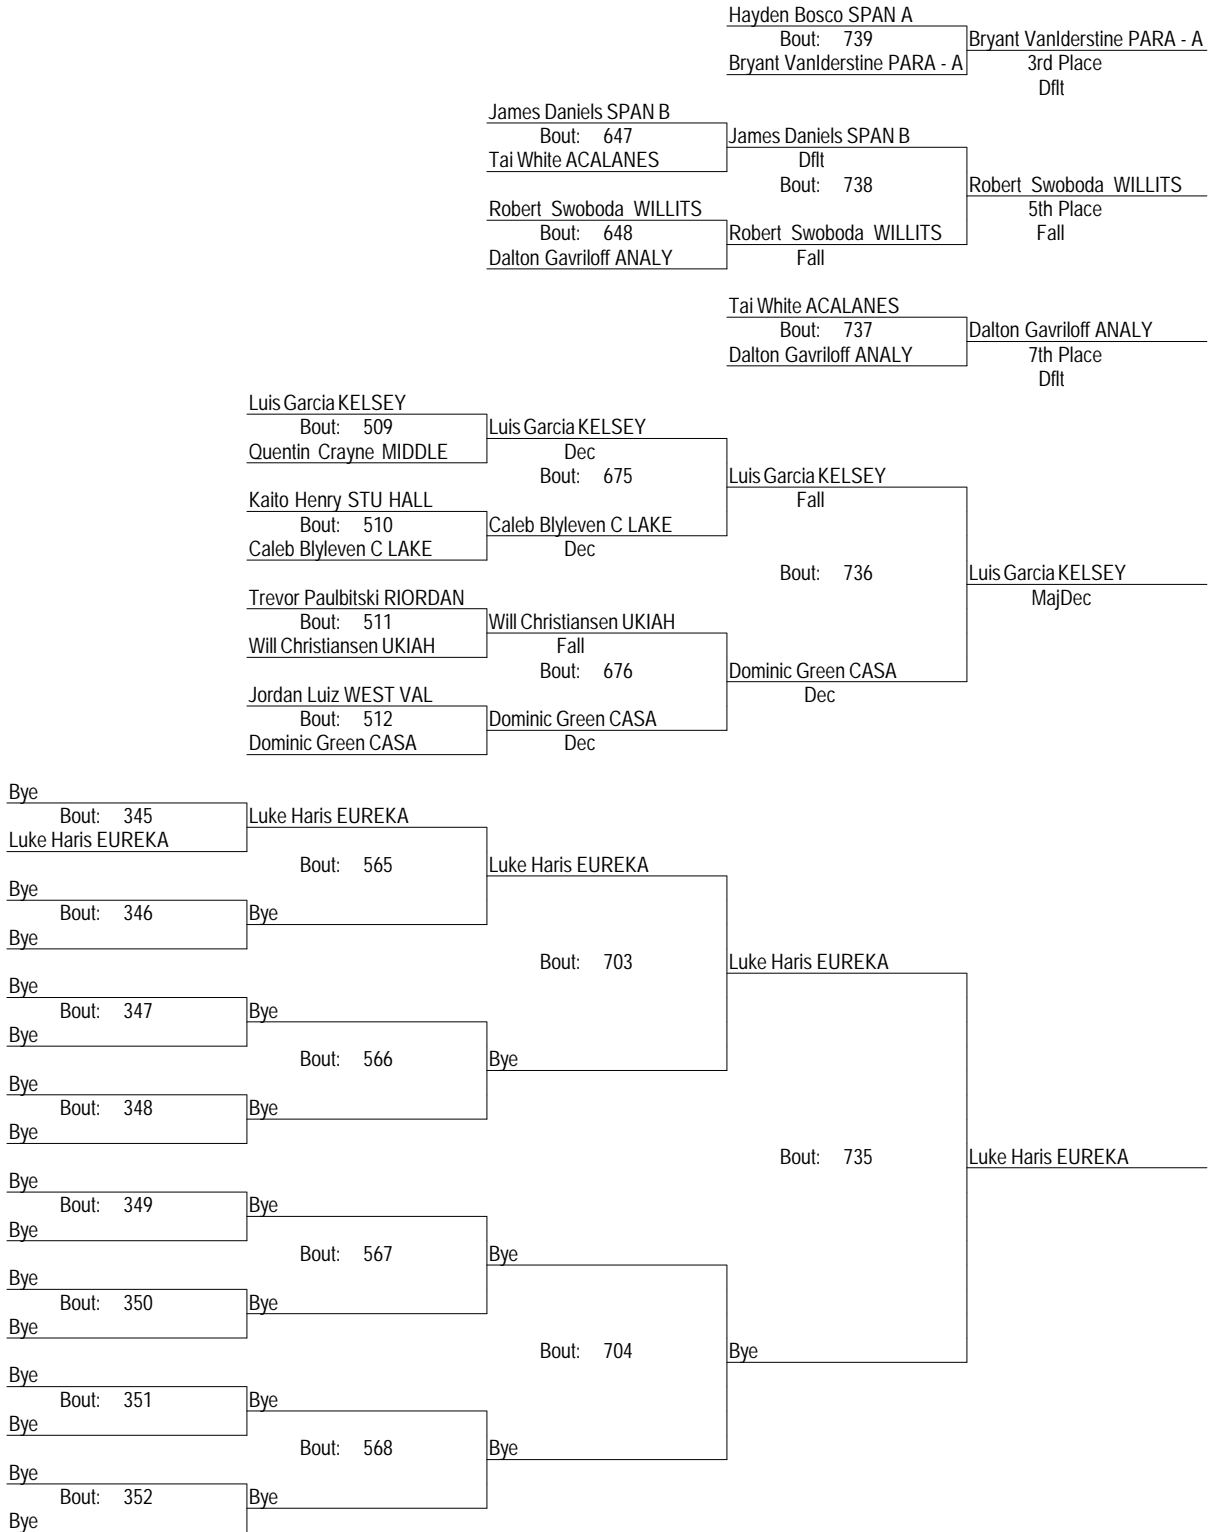 Hayden Bosco SPAN A
Bout: 739 Bryant VanIderstine PARA - A
Bryant VanIderstine PARA - A 3rd Place
Dflt
James Daniels SPAN B
Bout: 647 James Daniels SPAN B
Tai White ACALANES Dflt
Bout: 738 Robert Swoboda WILLITS
Robert Swoboda WILLITS 5th Place
Bout: 648 Robert Swoboda WILLITS Fall
Dalton Gavriloff ANALY Fall
Tai White ACALANES
Bout: 737 Dalton Gavriloff ANALY
Dalton Gavriloff ANALY 7th Place
Dflt
Luis Garcia KELSEY
Bout: 509 Luis Garcia KELSEY
Quentin Crayne MIDDLE Dec
Bout: 675 Luis Garcia KELSEY
Kaito Henry STU HALL Fall
Bout: 510 Caleb Blyleven C LAKE
Caleb Blyleven C LAKE Dec
Bout: 736 Luis Garcia KELSEY
Trevor Paulbitski RIORDAN MajDec
Bout: 511 Will Christiansen UKIAH
Will Christiansen UKIAH Fall
Bout: 676 Dominic Green CASA
Jordan Luiz WEST VAL Dec
Bout: 512 Dominic Green CASA
Dominic Green CASA Dec
Bye
Bout: 345 Luke Haris EUREKA
Luke Haris EUREKA
Bout: 565 Luke Haris EUREKA
Bye
Bout: 346 Bye
Bye
Bout: 703 Luke Haris EUREKA
Bye
Bout: 347 Bye
Bye
Bout: 566 Bye
Bye
Bout: 348 Bye
Bye
Bout: 735 Luke Haris EUREKA
Bye
Bout: 349 Bye
Bye
Bout: 567 Bye
Bye
Bout: 350 Bye
Bye
Bout: 704 Bye
Bye
Bout: 351 Bye
Bye
Bout: 568 Bye
Bye
Bout: 352 Bye
Bye